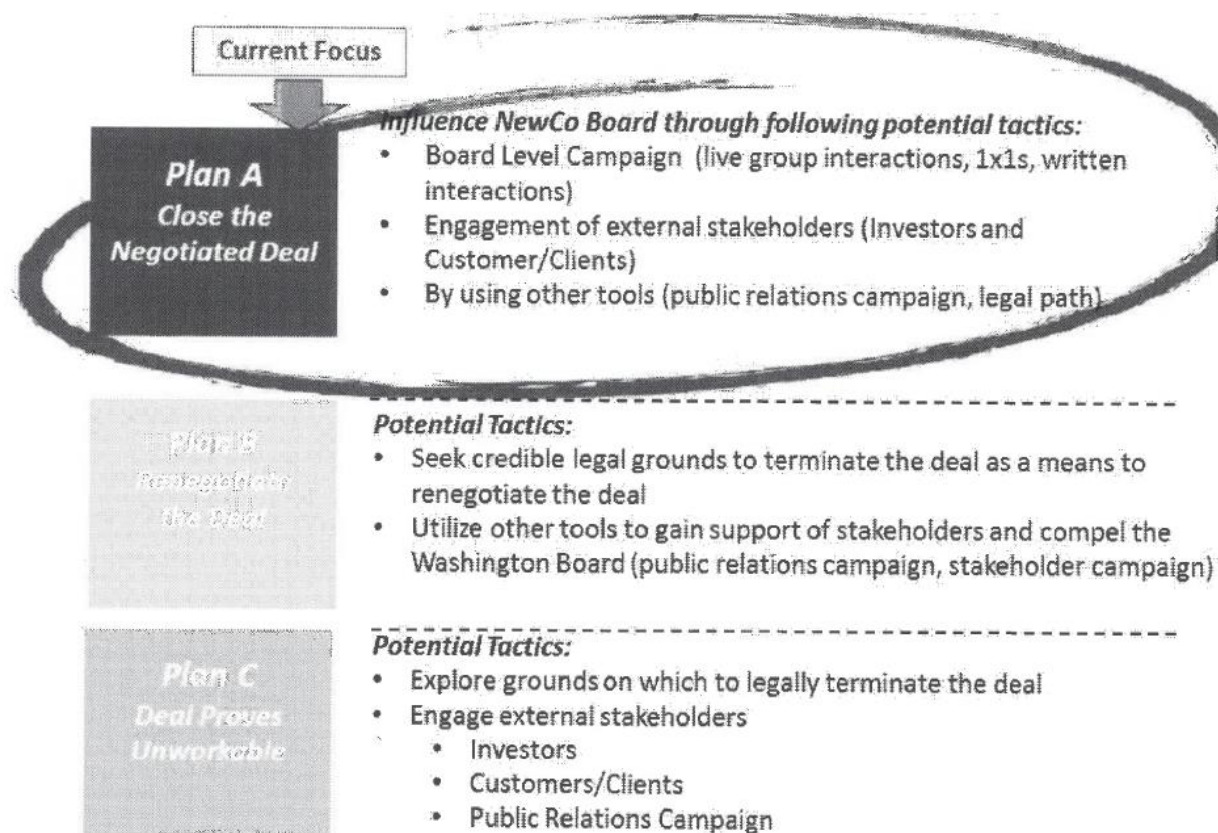 Current Focus
Plan A
Close the
Negotiated Deal
Influence NewCo Board through following potential tactics:
• Board Level Campaign (live group interactions, 1x1s, written
interactions)
• Engagement of external stakeholders (Investors and
Customer/Clients)
• By using other tools (public relations campaign, legal path)
Plan B
Renegotiate
the Deal
Potential Tactics:
• Seek credible legal grounds to terminate the deal as a means to
renegotiate the deal
• Utilize other tools to gain support of stakeholders and compel the
Washington Board (public relations campaign, stakeholder campaign)
Plan C
Deal Proves
Unworkable
Potential Tactics:
• Explore grounds on which to legally terminate the deal
• Engage external stakeholders
• Investors
• Customers/Clients
• Public Relations Campaign